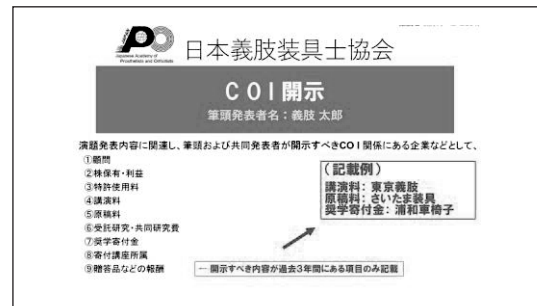 JPO
Japanese Academy of
Prosthetists and Orthotists
日本義肢装具士協会
ＣＯＩ開示
筆頭発表者名：義肢 太郎
演題発表内容に関連し、筆頭および共同発表者が開示すべきCOI関係にある企業などとして、
①顧問
②株保有・利益
③特許使用料
④講演料
⑤原稿料
⑥受託研究・共同研究費
⑦奨学寄付金
⑧寄付講座所属
⑨贈答品などの報酬
（記載例）
講演料：東京義肢
原稿料：さいたま装具
奨学寄付金：浦和車椅子
← 開示すべき内容が過去3年間にある項目のみ記載